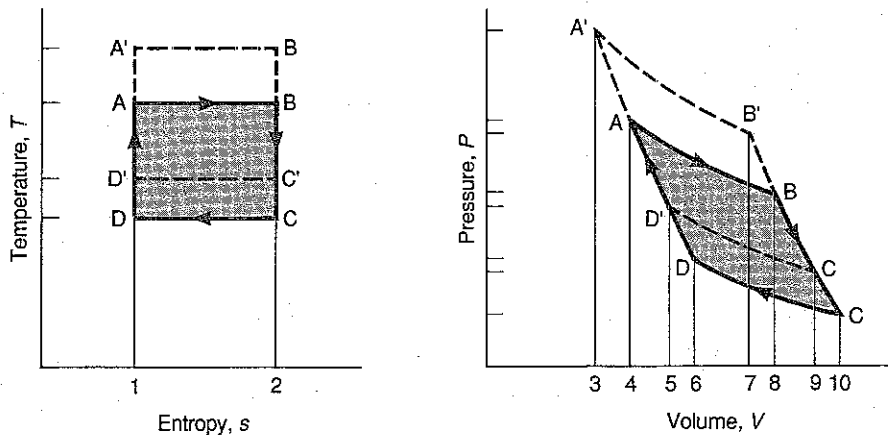 A'
B
A
B
D'
C'
D
C
Temperature, T
1
2
Entropy, s
A'
B'
A
B
D'
C
D
C
Pressure, P
3
4
5
6
7
8
9
10
Volume, V